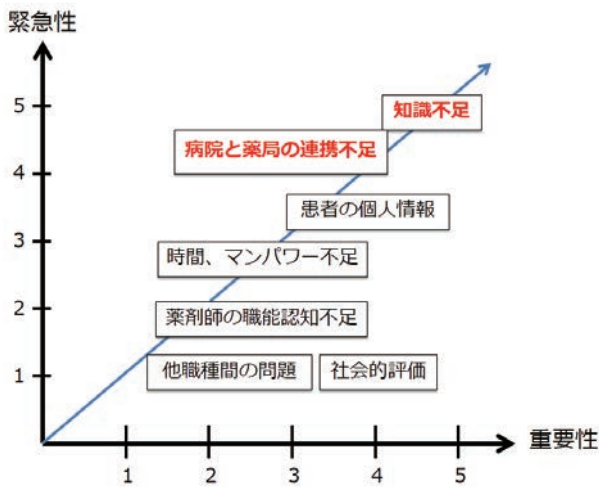 緊急性
5
知識不足
病院と薬局の連携不足
4
患者の個人情報
3
時間、マンパワー不足
2
薬剤師の職能認知不足
1
他職種間の問題
社会的評価
重要性
1
2
3
4
5